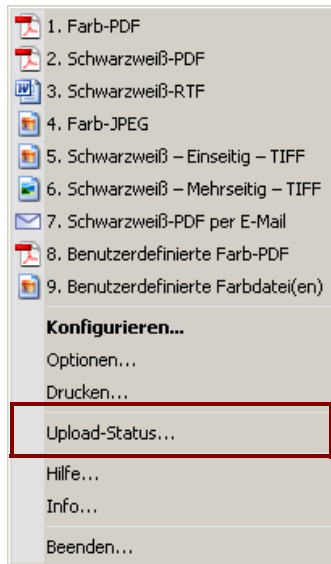 1. Farb-PDF
2. Schwarzweiß-PDF
3. Schwarzweiß-RTF
4. Farb-JPEG
5. Schwarzweiß – Einseitig – TIFF
6. Schwarzweiß – Mehrseitig – TIFF
7. Schwarzweiß-PDF per E-Mail
8. Benutzerdefinierte Farb-PDF
9. Benutzerdefinierte Farbdatei(en)
Konfigurieren...
Optionen...
Drucken...
Upload-Status...
Hilfe...
Info...
Beenden...